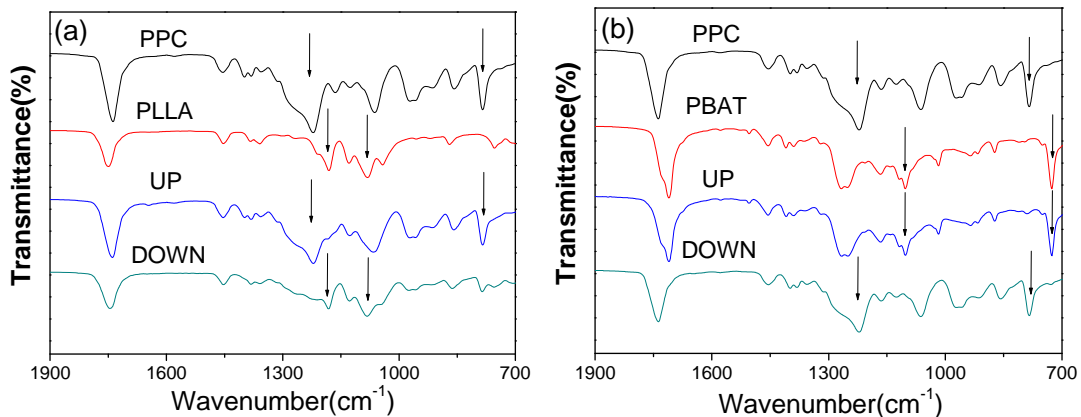 (a)
PPC
PLLA
UP
DOWN
Transmittance(%)
1900 1600 1300 1000 700
Wavenumber(cm⁻¹)
(b)
PPC
PBAT
UP
DOWN
Transmittance(%)
1900 1600 1300 1000 700
Wavenumber(cm⁻¹)